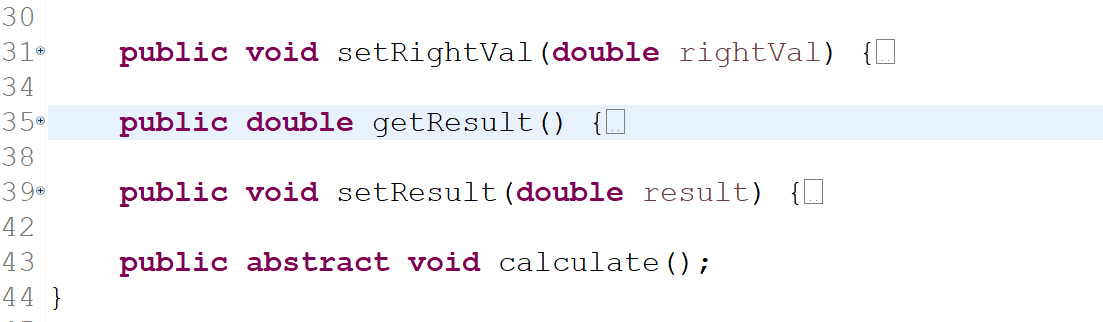 30
31 public void setRightVal(double rightVal) {..
34
35 public double getResult() {..
38
39 public void setResult(double result) {..
42
43 public abstract void calculate();
44 }